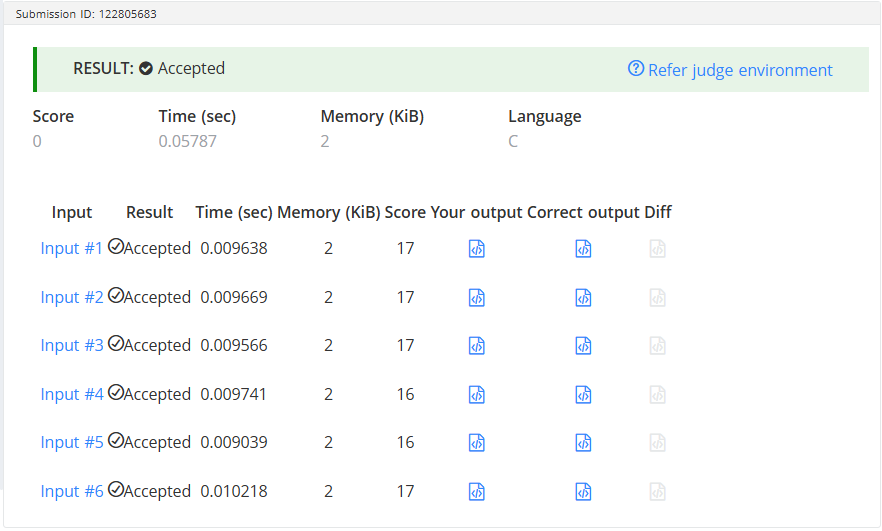 Submission ID: 122805683
RESULT: Accepted Refer judge environment
Score Time (sec) Memory (KiB) Language
0 0.05787 2 C
Input Result Time (sec) Memory (KiB) Score Your output Correct output Diff
Input #1 Accepted 0.009638 2 17
Input #2 Accepted 0.009669 2 17
Input #3 Accepted 0.009566 2 17
Input #4 Accepted 0.009741 2 16
Input #5 Accepted 0.009039 2 16
Input #6 Accepted 0.010218 2 17